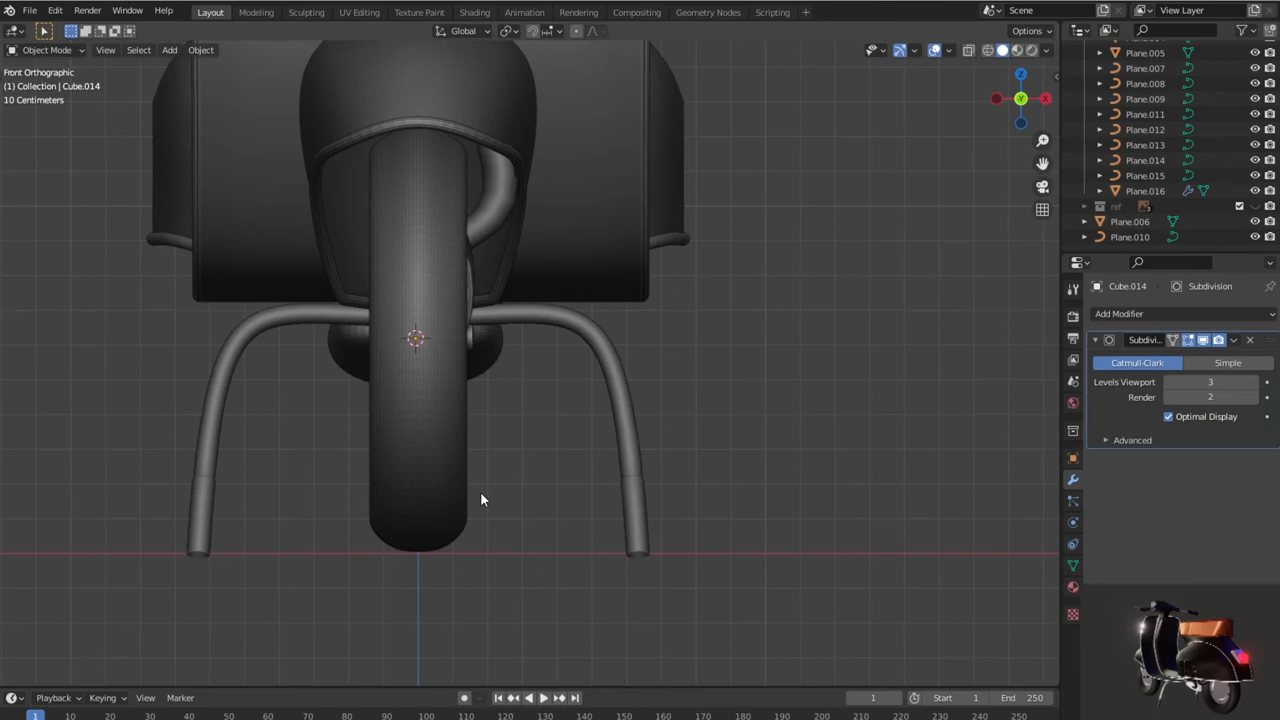 File Edit Render Window Help Layout Modeling Sculpting UV Editing Texture Paint Shading Animation Rendering Compositing Geometry Nodes Scripting + Scene View Layer
Global Options
Object Mode View Select Add Object
Front Orthographic
(1) Collection | Cube.014
10 Centimeters
Z
Y
X
Plane.005
Plane.007
Plane.008
Plane.009
Plane.011
Plane.012
Plane.013
Plane.014
Plane.015
Plane.016
ref
Plane.006
Plane.010
Cube.014 > Subdivision
Add Modifier
Subdivi...
Catmull-Clark Simple
Levels Viewport 3
Render 2
Optimal Display
Advanced
Playback Keying View Marker 1 Start 1 End 250
1 10 20 30 40 50 60 70 80 90 100 110 120 130 140 150 160 170 180 190 200 210 220 230 240 250